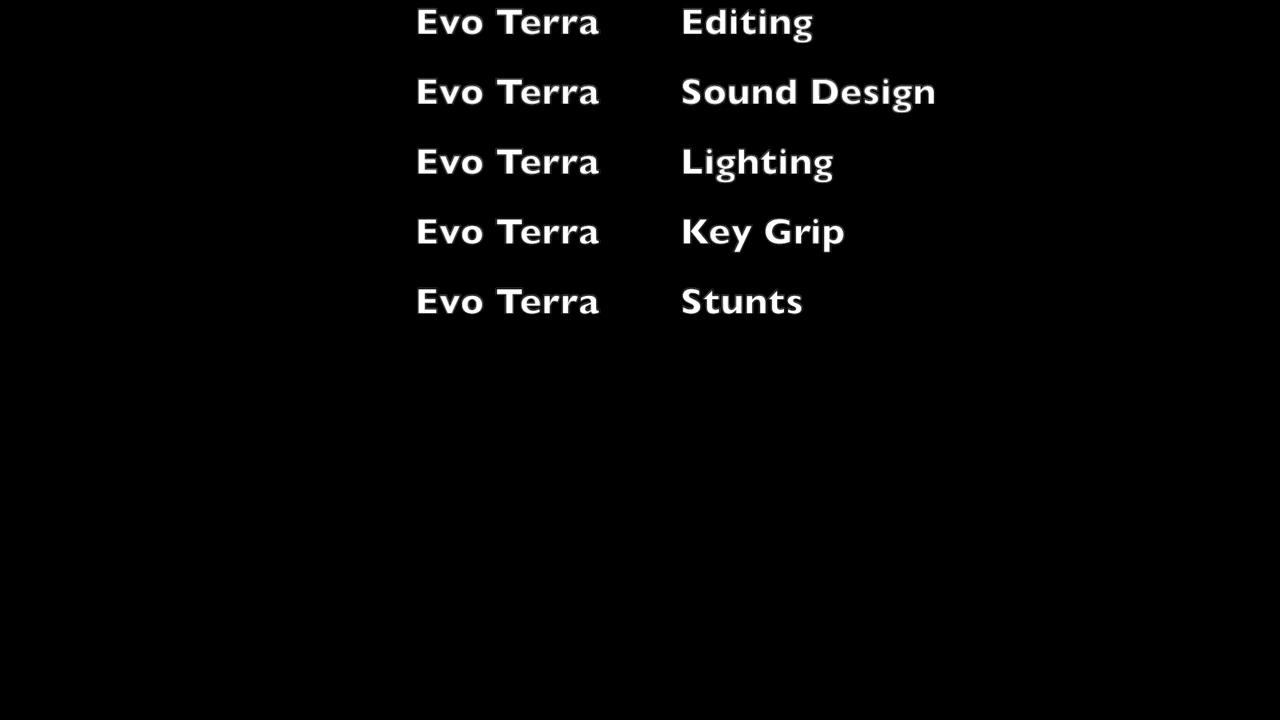 Evo Terra Editing
Evo Terra Sound Design
Evo Terra Lighting
Evo Terra Key Grip
Evo Terra Stunts